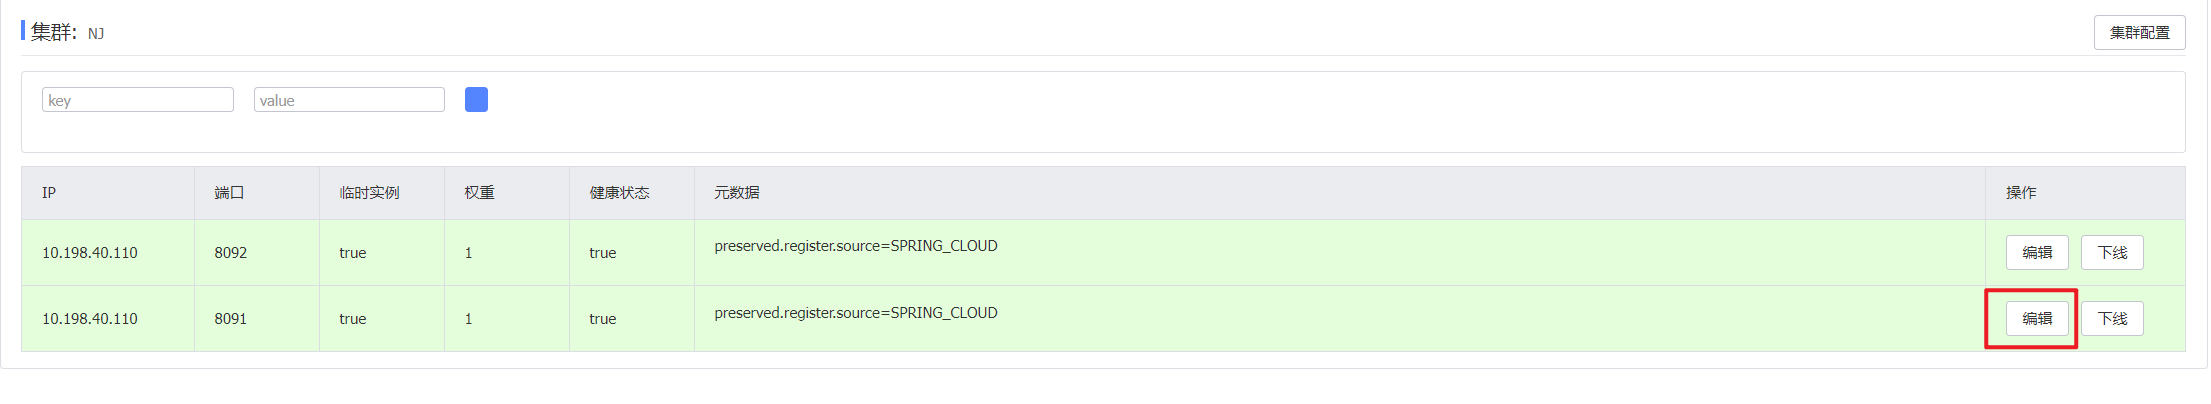 集群: NJ 集群配置
key value
IP 端口 临时实例 权重 健康状态 元数据 操作
10.198.40.110 8092 true 1 true preserved.register.source=SPRING_CLOUD 编辑 下线
10.198.40.110 8091 true 1 true preserved.register.source=SPRING_CLOUD 编辑 下线